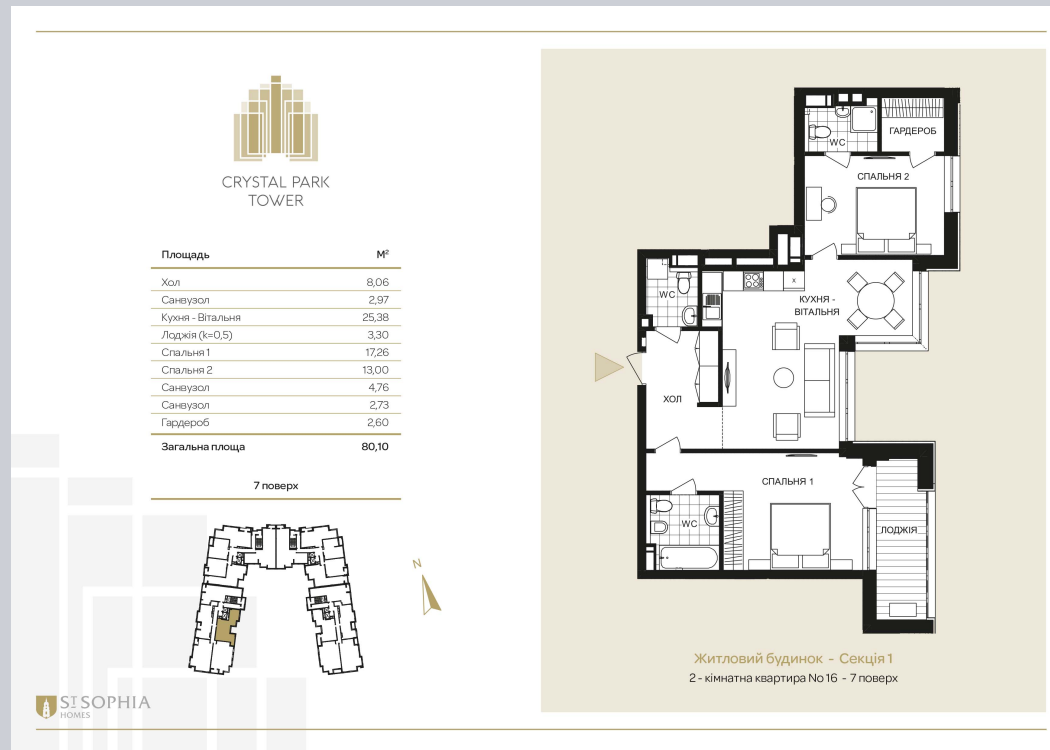 CRYSTAL PARK
TOWER
Площадь М²
Хол 8,06
Санвузол 2,97
Кухня - Вітальня 25,38
Лоджія (k=0,5) 3,30
Спальня 1 17,26
Спальня 2 13,00
Санвузол 4,76
Санвузол 2,73
Гардероб 2,60
Загальна площа 80,10
7 поверх
N
ST SOPHIA
HOMES
WC
ГАРДЕРОБ
СПАЛЬНЯ 2
WC
X
КУХНЯ -
ВІТАЛЬНЯ
ХОЛ
СПАЛЬНЯ 1
WC
ЛОДЖІЯ
Житловий будинок - Секція 1
2 - кімнатна квартира No 16 - 7 поверх